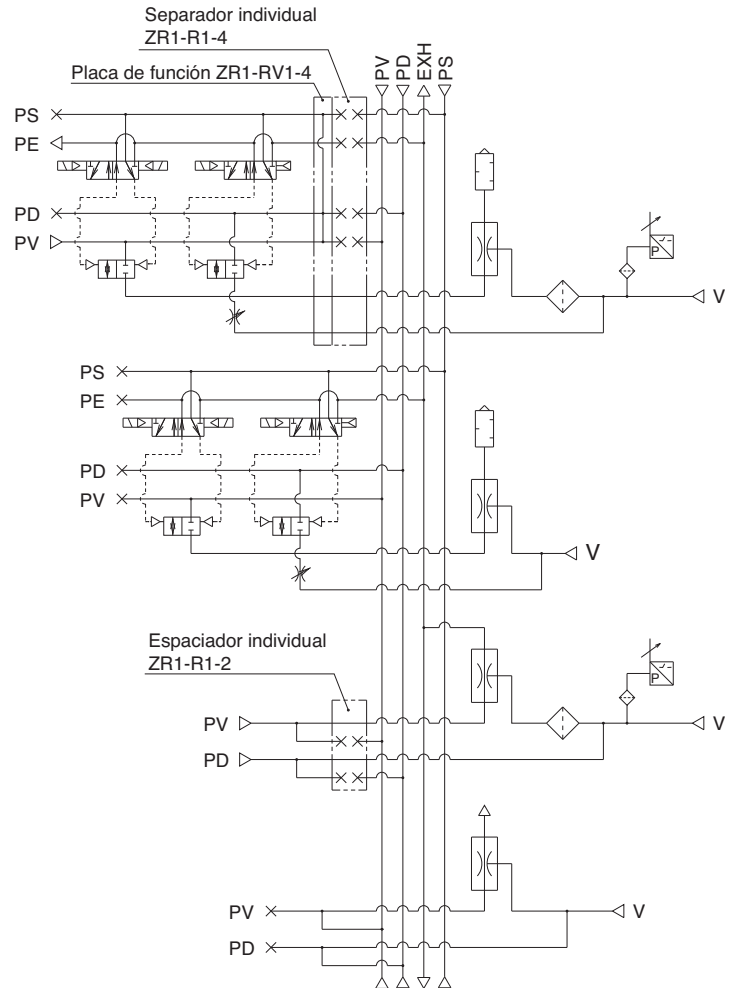 Separador individual
ZR1-R1-4
Placa de función ZR1-RV1-4
PV
PD
EXH
PS
PS
PE
PD
PV
P
V
PS
PE
PD
PV
V
Espaciador individual
ZR1-R1-2
P
PV
V
PD
PV
V
PD